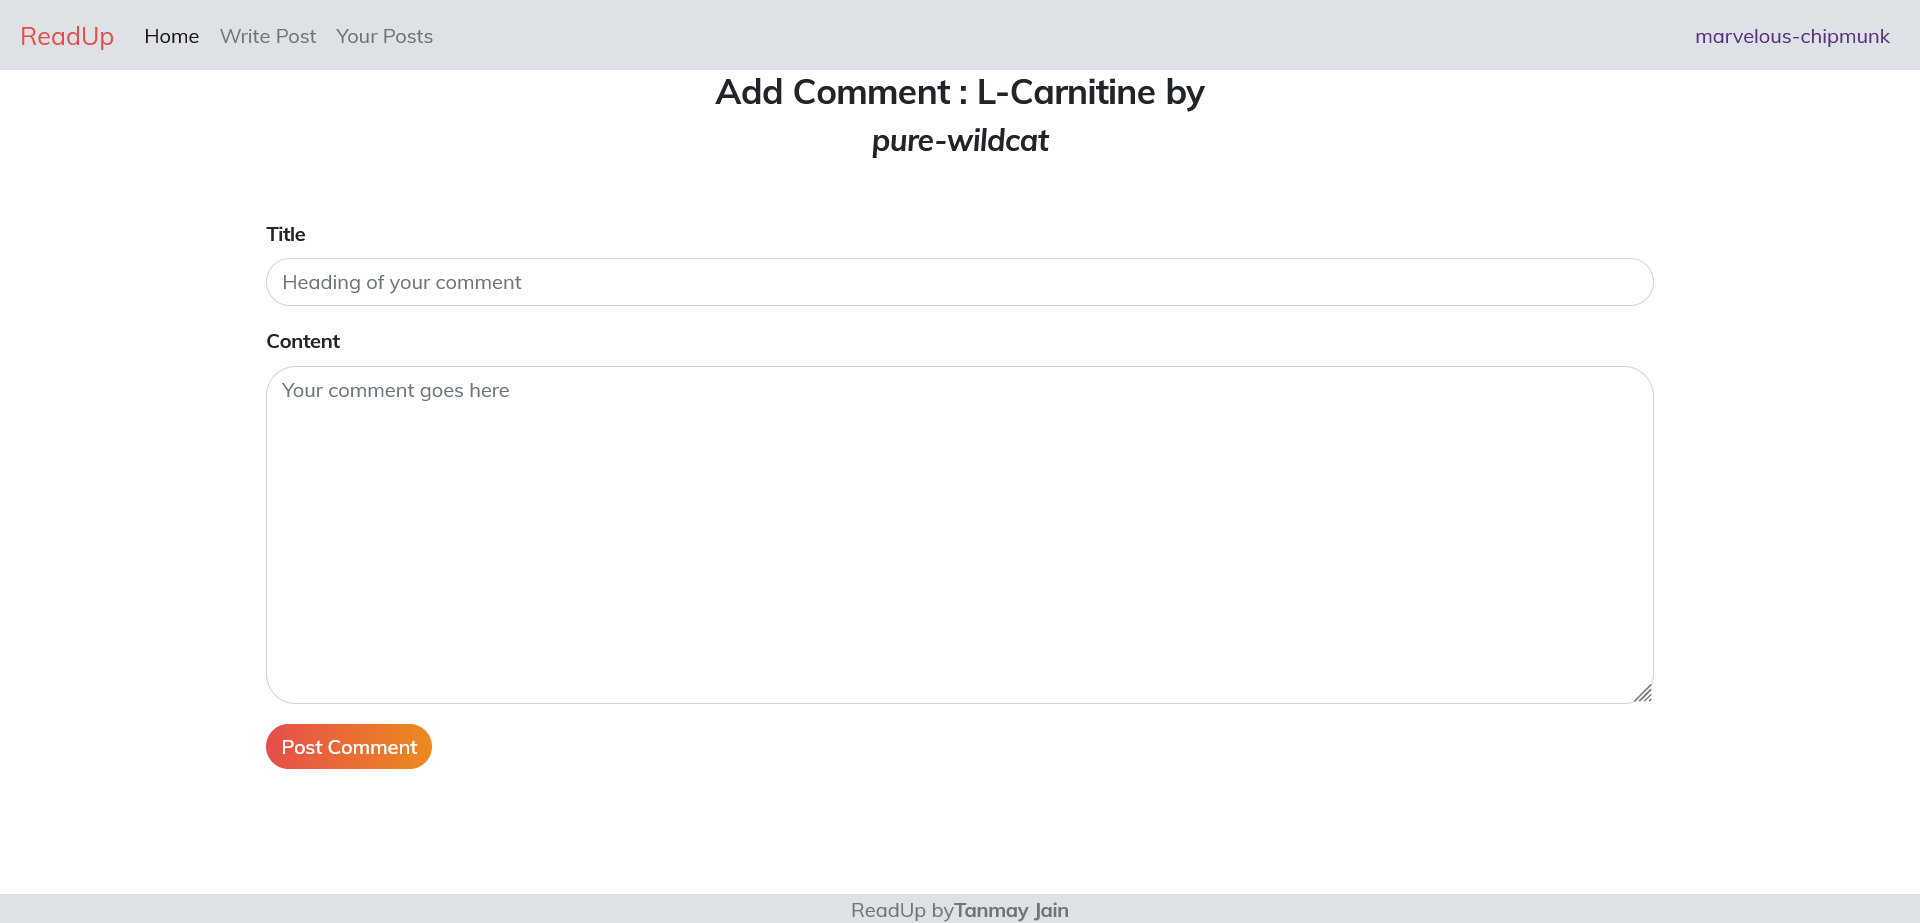 ReadUp Home Write Post Your Posts marvelous-chipmunk
Add Comment : L-Carnitine by
pure-wildcat
Title
Heading of your comment
Content
Your comment goes here
Post Comment
ReadUp byTanmay Jain